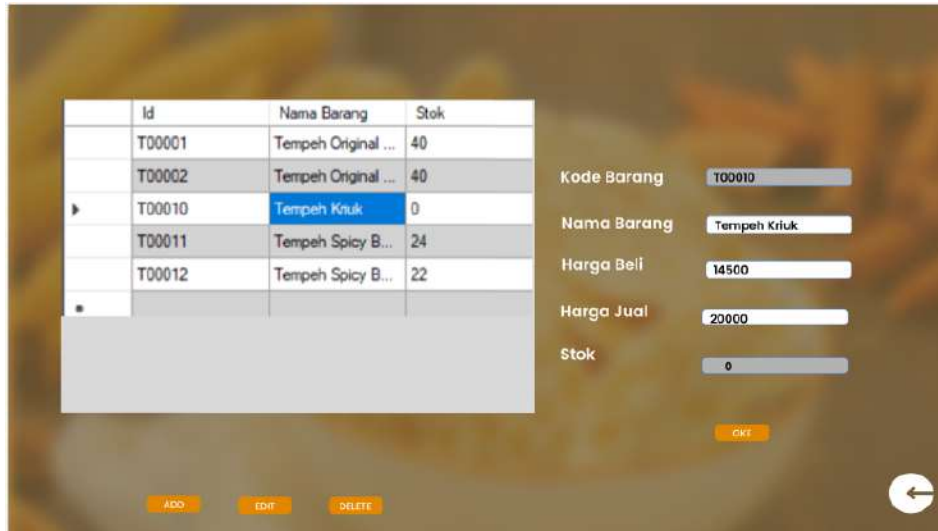 Id Nama Barang Stok
T00001 Tempeh Original ... 40
T00002 Tempeh Original ... 40
T00010 Tempeh Kriuk 0
T00011 Tempeh Spicy B... 24
T00012 Tempeh Spicy B... 22
Kode Barang T00010
Nama Barang Tempeh Kriuk
Harga Beli 14500
Harga Jual 20000
Stok 0
OKE
ADD EDIT DELETE